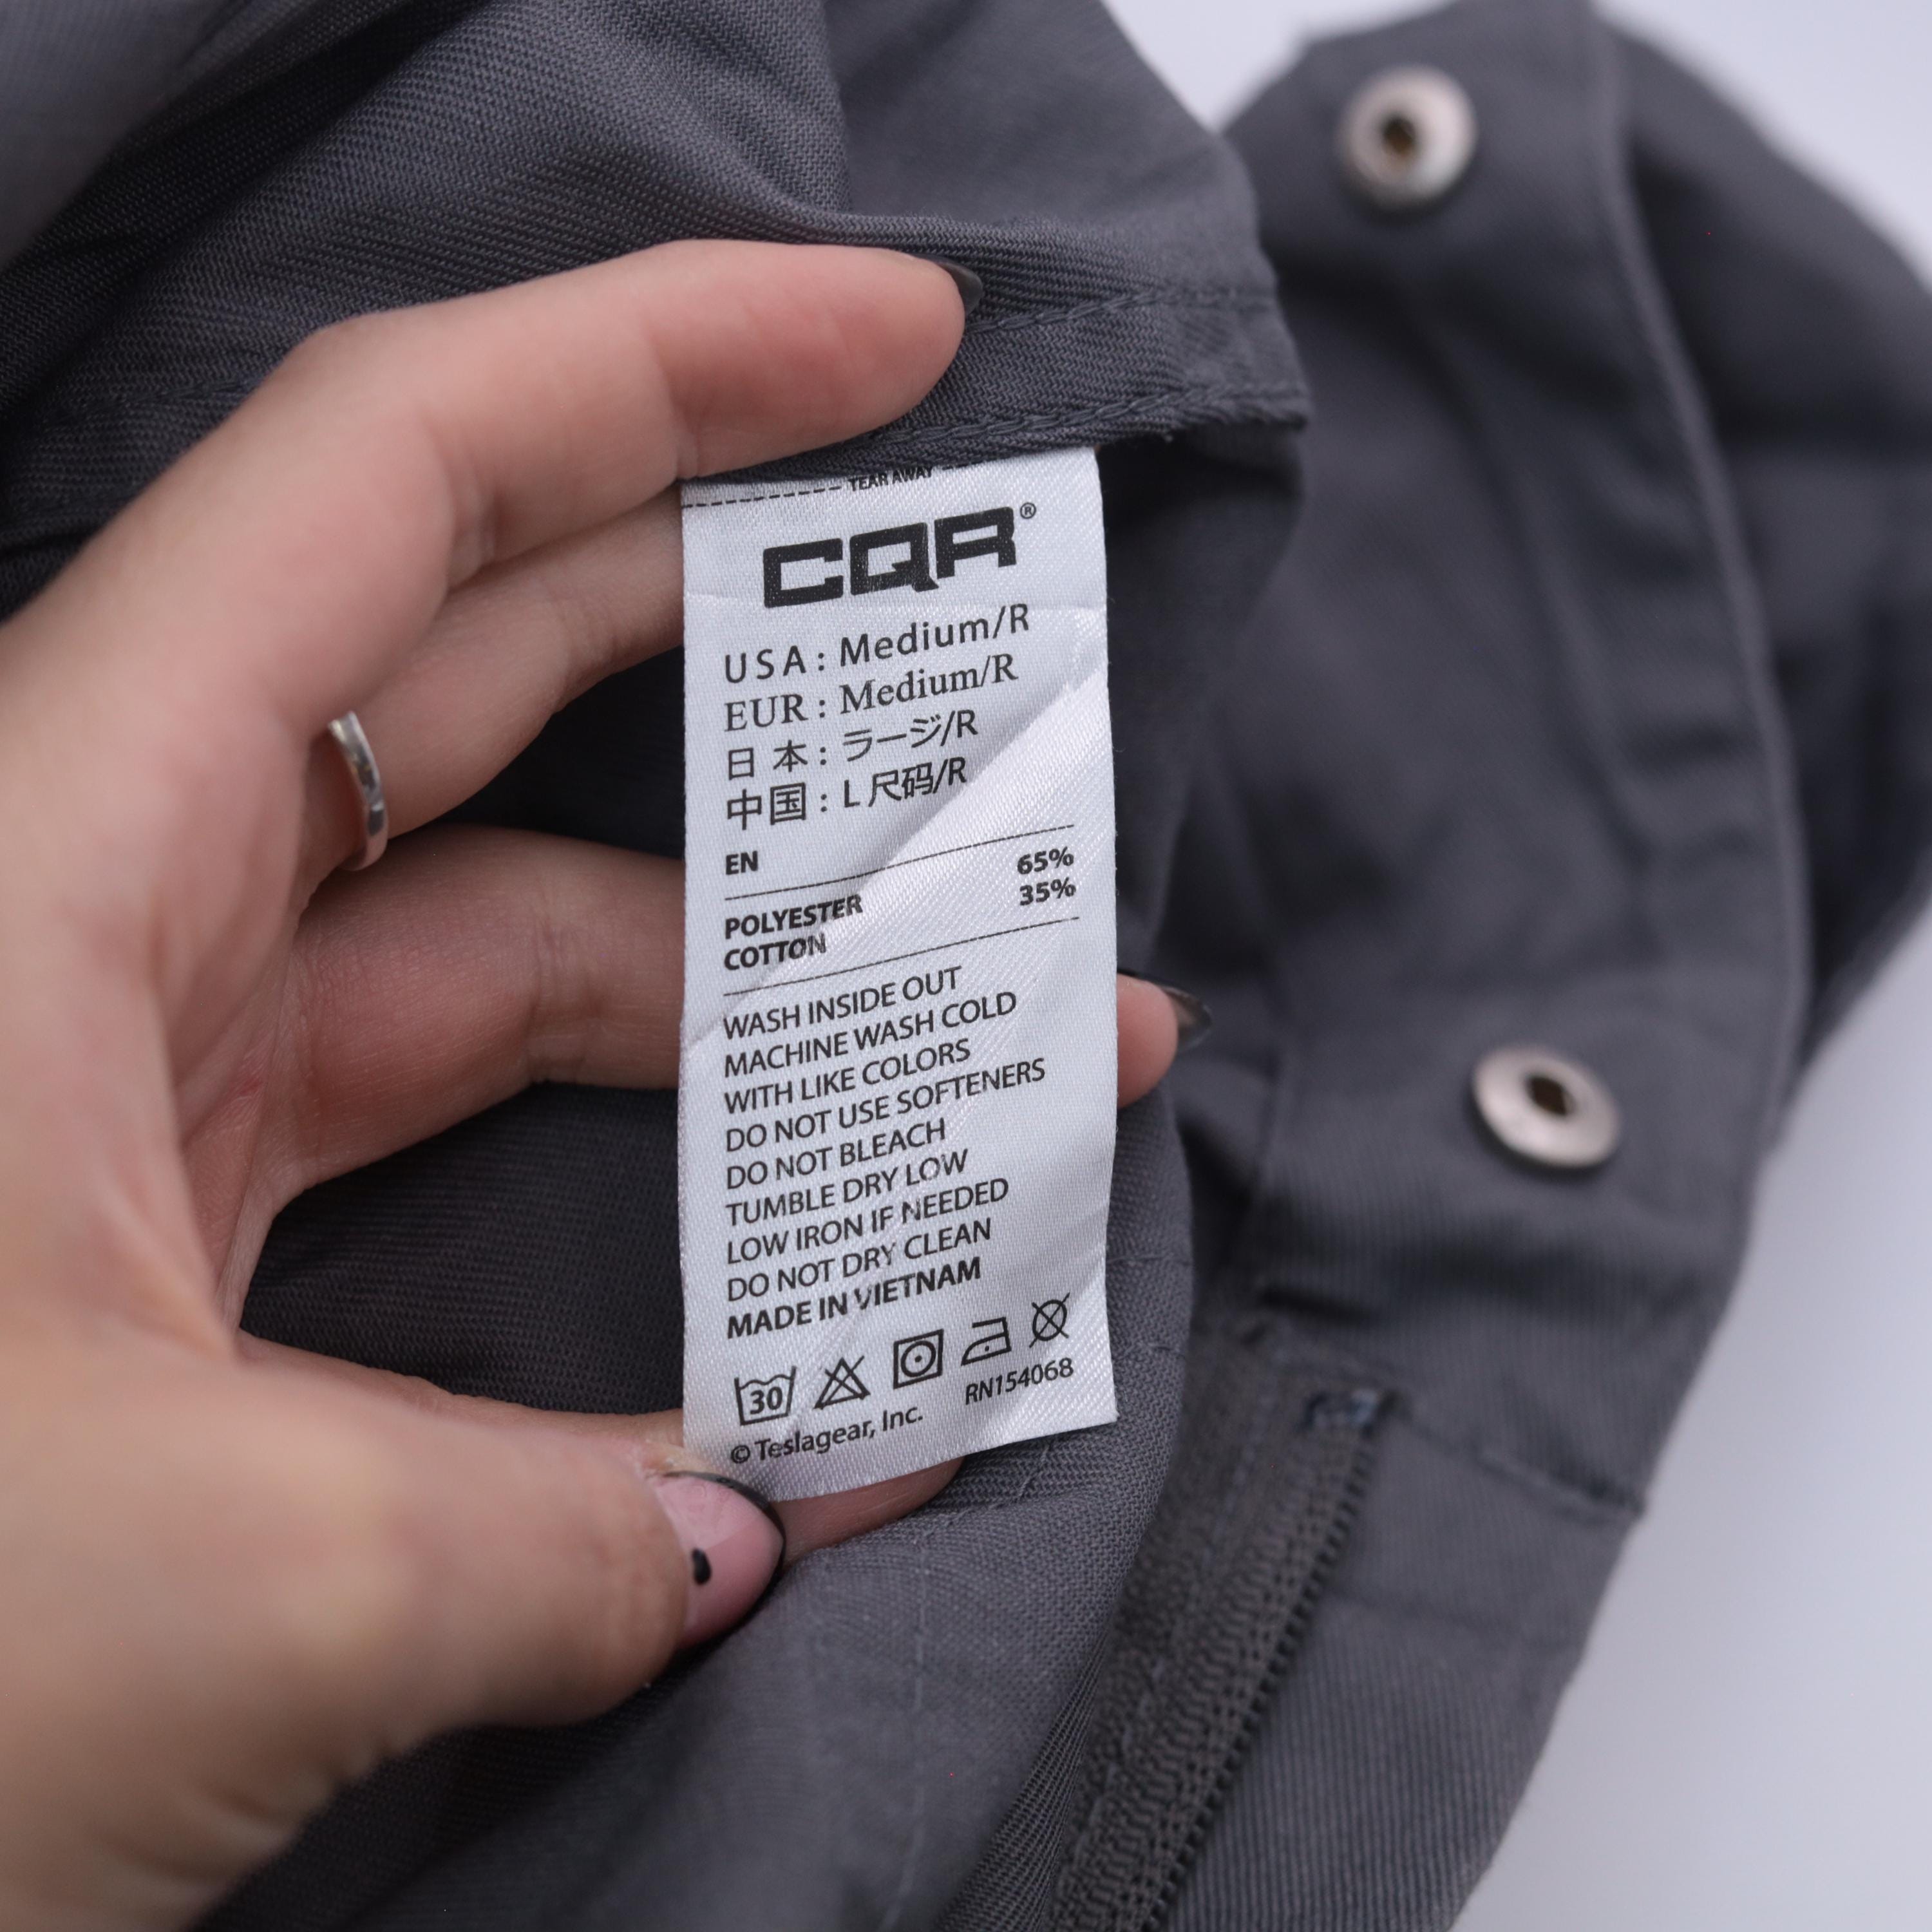 TEAR AWAY
CQR®
USA : Medium/R
EUR : Medium/R
日 本 : ラージ/R
中国 : L 尺码/R
EN
POLYESTER 65%
COTTON 35%
WASH INSIDE OUT
MACHINE WASH COLD
WITH LIKE COLORS
DO NOT USE SOFTENERS
DO NOT BLEACH
TUMBLE DRY LOW
LOW IRON IF NEEDED
DO NOT DRY CLEAN
MADE IN VIETNAM
30
© Teslagear, Inc. RN154068